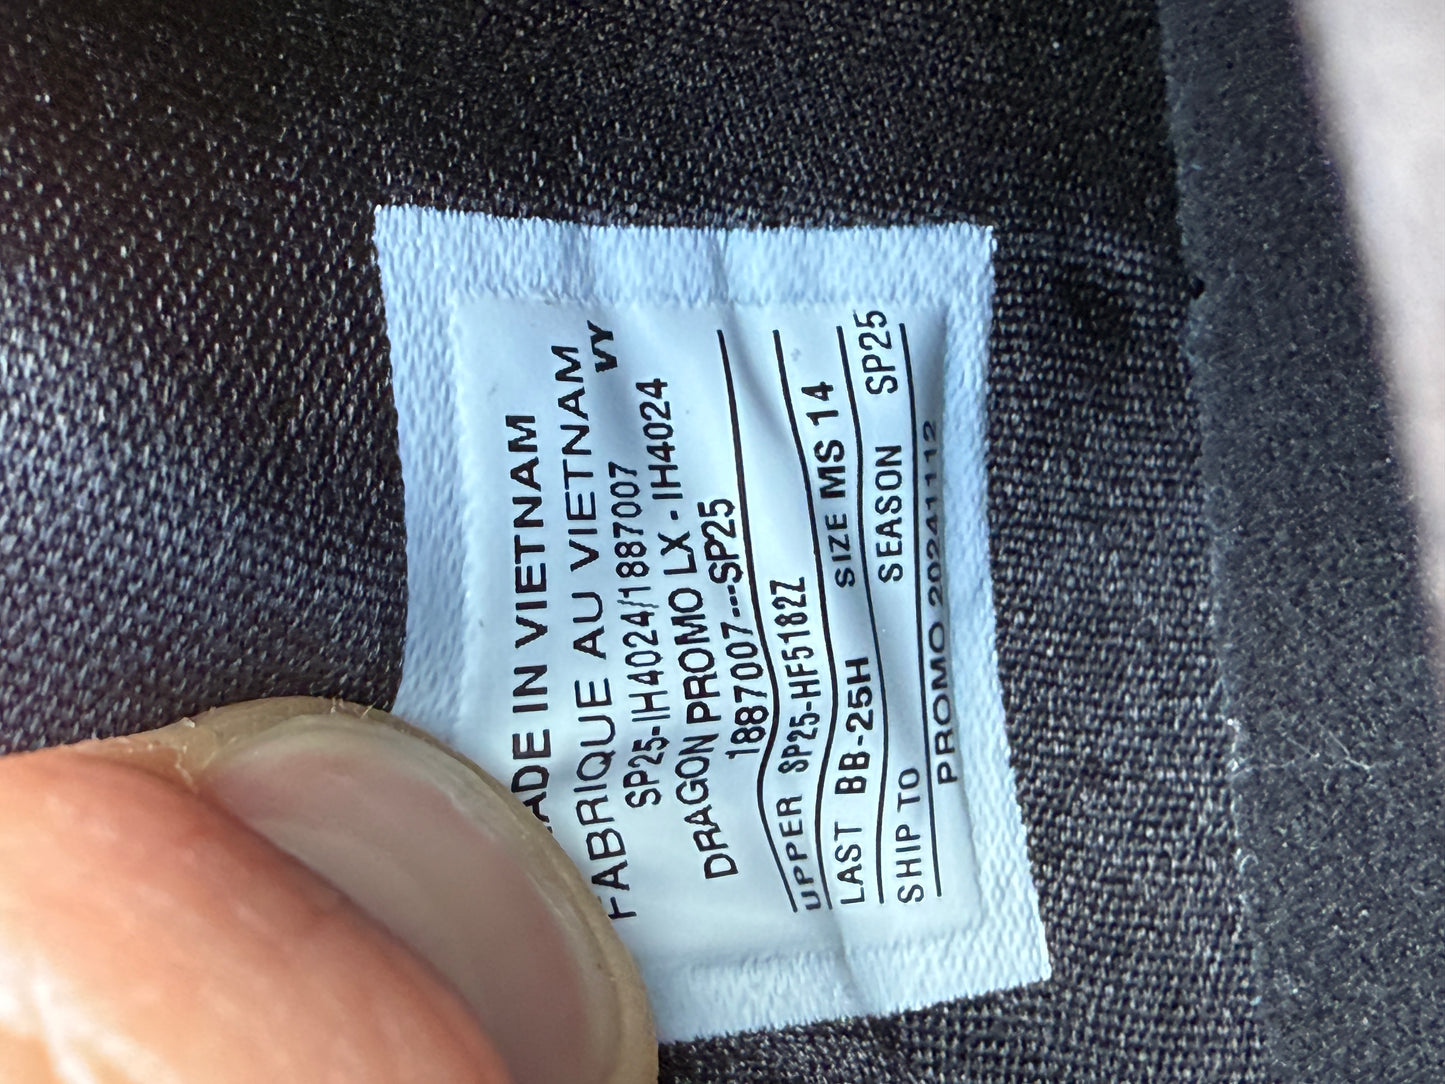 MADE IN VIETNAM
FABRIQUE AU VIETNAM
VY
SP25-IH4024/1887007
DRAGON PROMO LX - IH4024
1887007---SP25
UPPER SP25-HF5182Z
SIZE MS 14
LAST BB-25H
SEASON SP25
SHIP TO
PROMO 20241112